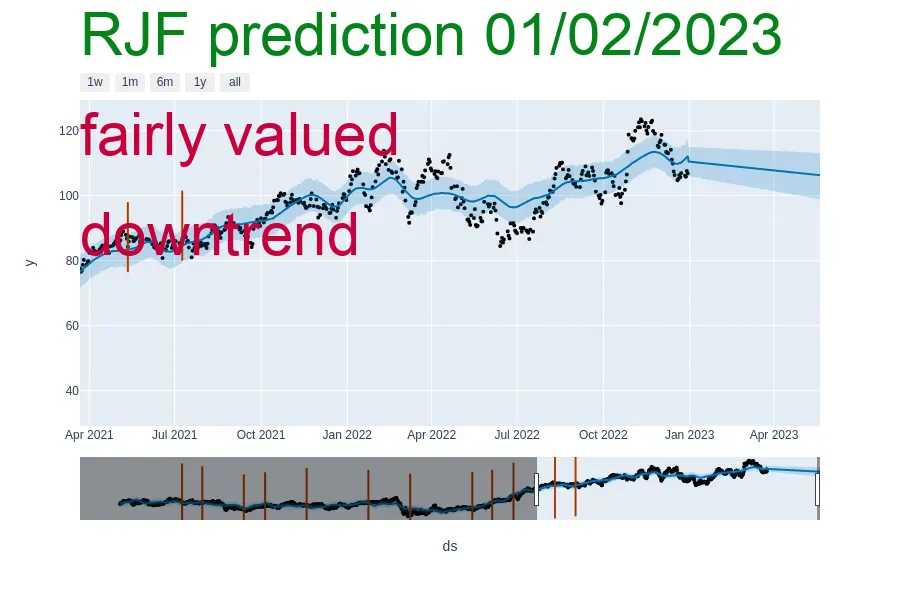 RJF prediction 01/02/2023
1w 1m 6m 1y all
fairly valued
downtrend
120
100
80
60
40
y
Apr 2021 Jul 2021 Oct 2021 Jan 2022 Apr 2022 Jul 2022 Oct 2022 Jan 2023 Apr 2023
ds